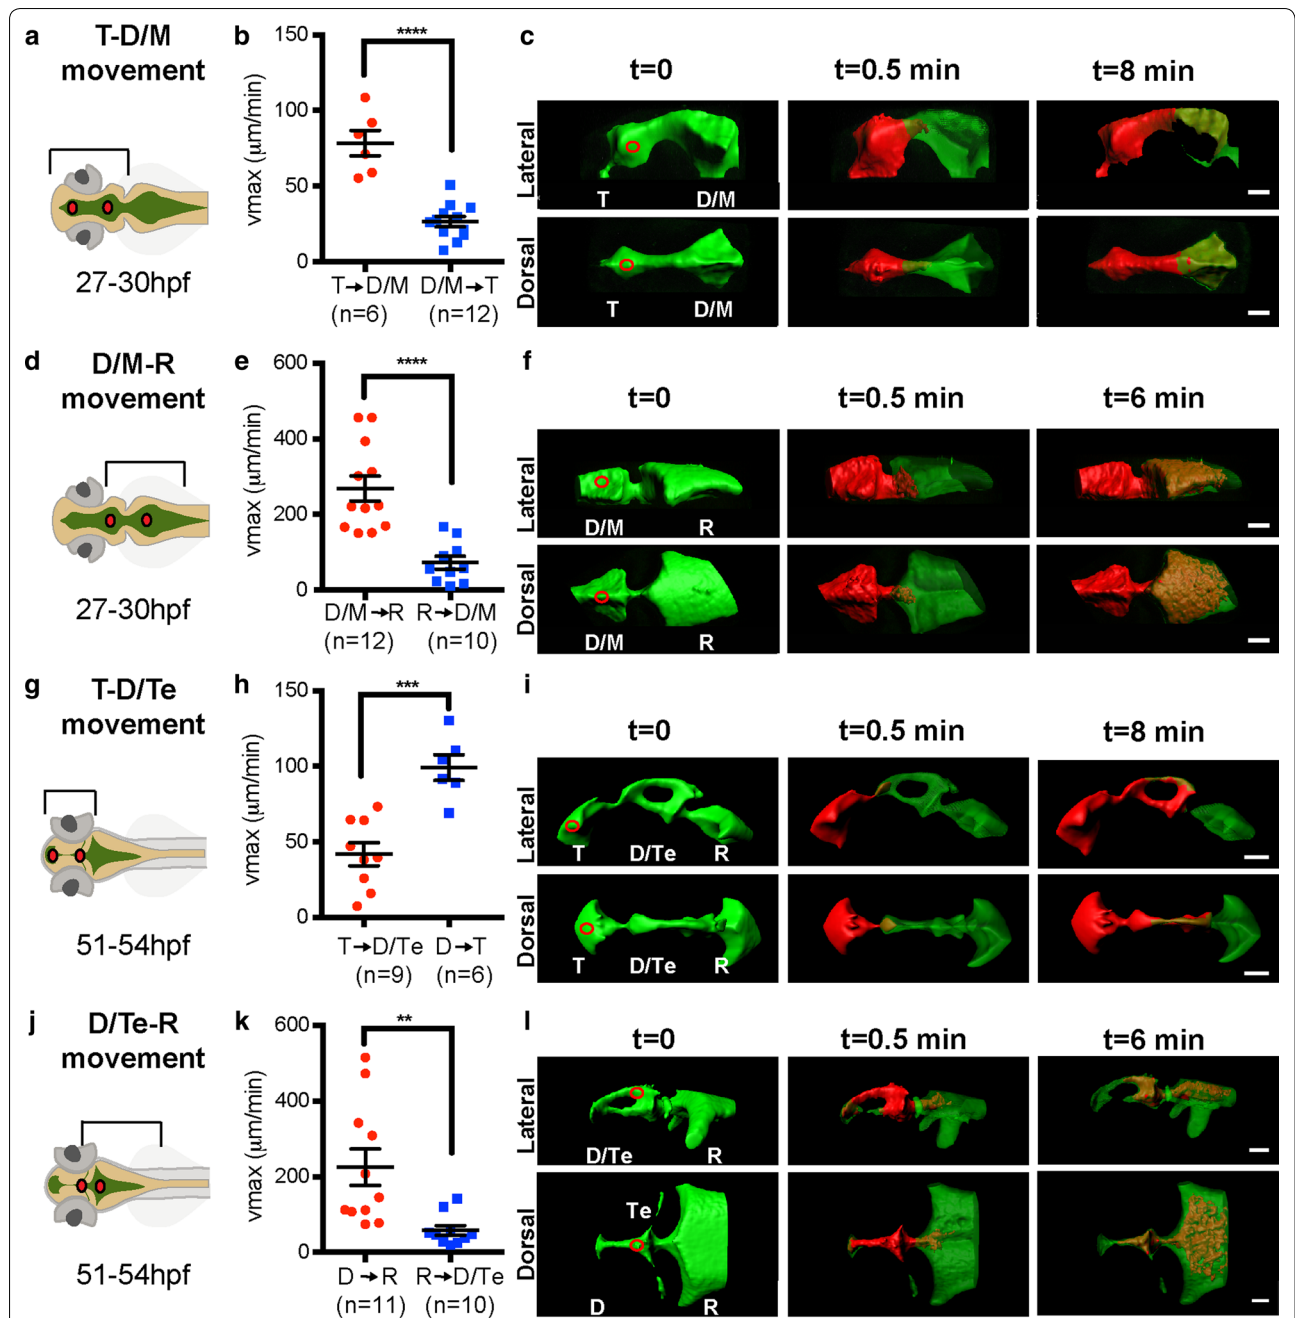 a
T-D/M
movement
27-30hpf
b
150
100
50
0
vmax (µm/min)
****
T→D/M
D/M→T
(n=6)
(n=12)
c
t=0
t=0.5 min
t=8 min
Lateral
T
D/M
Dorsal
T
D/M
d
D/M-R
movement
27-30hpf
e
600
400
200
0
vmax (µm/min)
****
D/M→R
R→D/M
(n=12)
(n=10)
f
t=0
t=0.5 min
t=6 min
Lateral
D/M
R
Dorsal
D/M
R
g
T-D/Te
movement
51-54hpf
h
150
100
50
0
vmax (µm/min)
***
T→D/Te
D→T
(n=9)
(n=6)
i
t=0
t=0.5 min
t=8 min
Lateral
T
D/Te
R
Dorsal
T
D/Te
R
j
D/Te-R
movement
51-54hpf
k
600
400
200
0
vmax (µm/min)
**
D→R
R→D/Te
(n=11)
(n=10)
l
t=0
t=0.5 min
t=6 min
Lateral
D/Te
R
Dorsal
Te
D
R